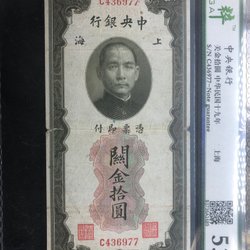 C436977
中央銀行
上海
憑票即付
關金拾圓
C436977
中央银行
关金拾圆 中华民国十九年
S/N C436977~Note guarantee
上海